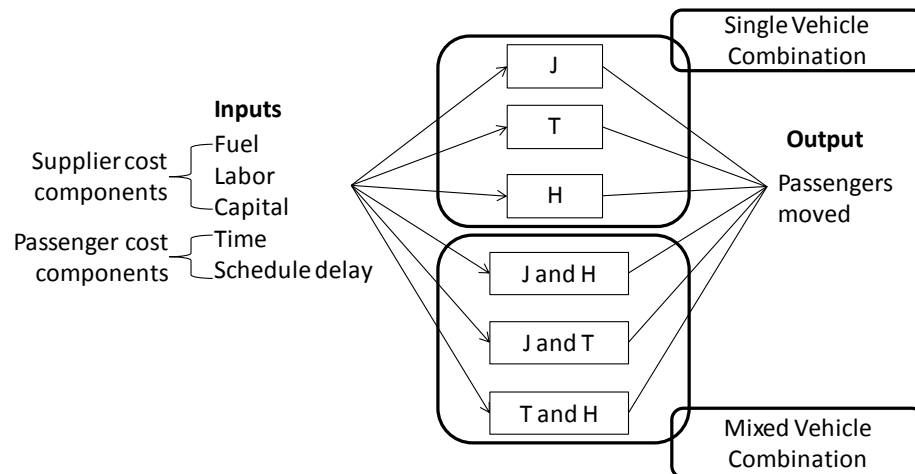 Single Vehicle
Combination
Inputs
Fuel
Labor
Capital
Time
Schedule delay
Supplier cost
components
Passenger cost
components
J
T
H
J and H
J and T
T and H
Output
Passengers
moved
Mixed Vehicle
Combination